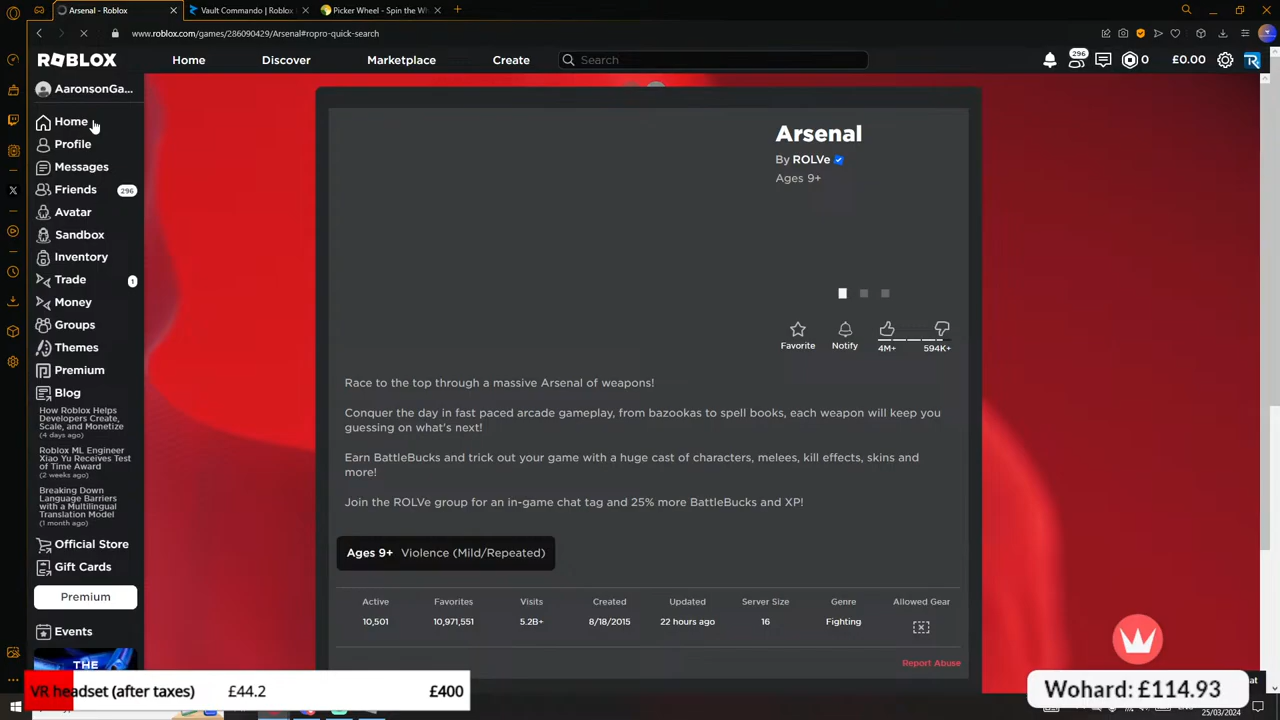 Arsenal - Roblox
Vault Commando | Roblox
Picker Wheel - Spin the Wh
www.roblox.com/games/286090429/Arsenal#ropro-quick-search
ROBLOX
Home
Discover
Marketplace
Create
Search
296
0
£0.00
AaronsonGa...
Home
Profile
Messages
Friends
296
Avatar
Sandbox
Inventory
Trade
1
Money
Groups
Themes
Premium
Blog
How Roblox Helps
Developers Create,
Scale, and Monetize
(4 days ago)
Roblox ML Engineer
Xiao Yu Receives Test
of Time Award
(2 weeks ago)
Breaking Down
Language Barriers
with a Multilingual
Translation Model
(1 month ago)
Official Store
Gift Cards
Premium
Events
THE
Arsenal
By ROLVe
Ages 9+
Favorite
Notify
4M+
594K+
Race to the top through a massive Arsenal of weapons!
Conquer the day in fast paced arcade gameplay, from bazookas to spell books, each weapon will keep you
guessing on what's next!
Earn BattleBucks and trick out your game with a huge cast of characters, melees, kill effects, skins and
more!
Join the ROLVe group for an in-game chat tag and 25% more BattleBucks and XP!
Ages 9+ Violence (Mild/Repeated)
Active Favorites Visits Created Updated Server Size Genre Allowed Gear
10,501 10,971,551 5.2B+ 8/18/2015 22 hours ago 16 Fighting
Report Abuse
VR headset (after taxes) £44.2 £400
Wohard: £114.93
25/03/2024